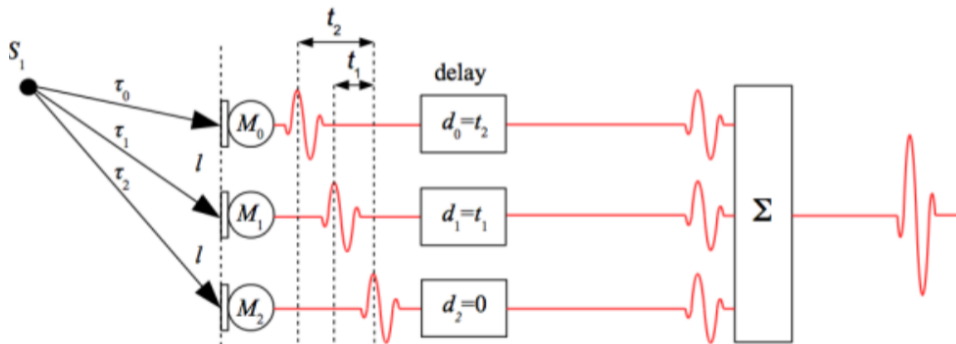 S₁
t₂
t₁
delay
τ₀
τ₁
τ₂
l
l
M₀
M₁
M₂
d₀=t₂
d₁=t₁
d₂=0
Σ